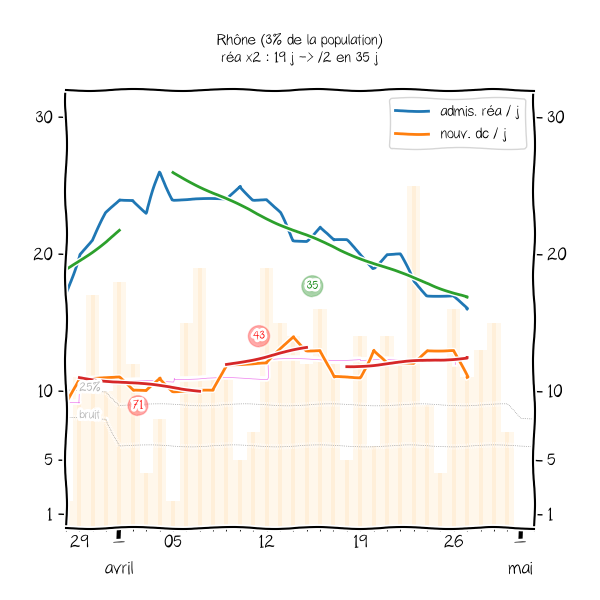 Rhône (3% de la population)
réa x2 : 19 j -> /2 en 35 j
admis. réa / j
nouv. dc / j
30
30
20
20
35
43
10
25%
10
71
bruit
5
5
1
1
29
05
12
19
26
avril
mai